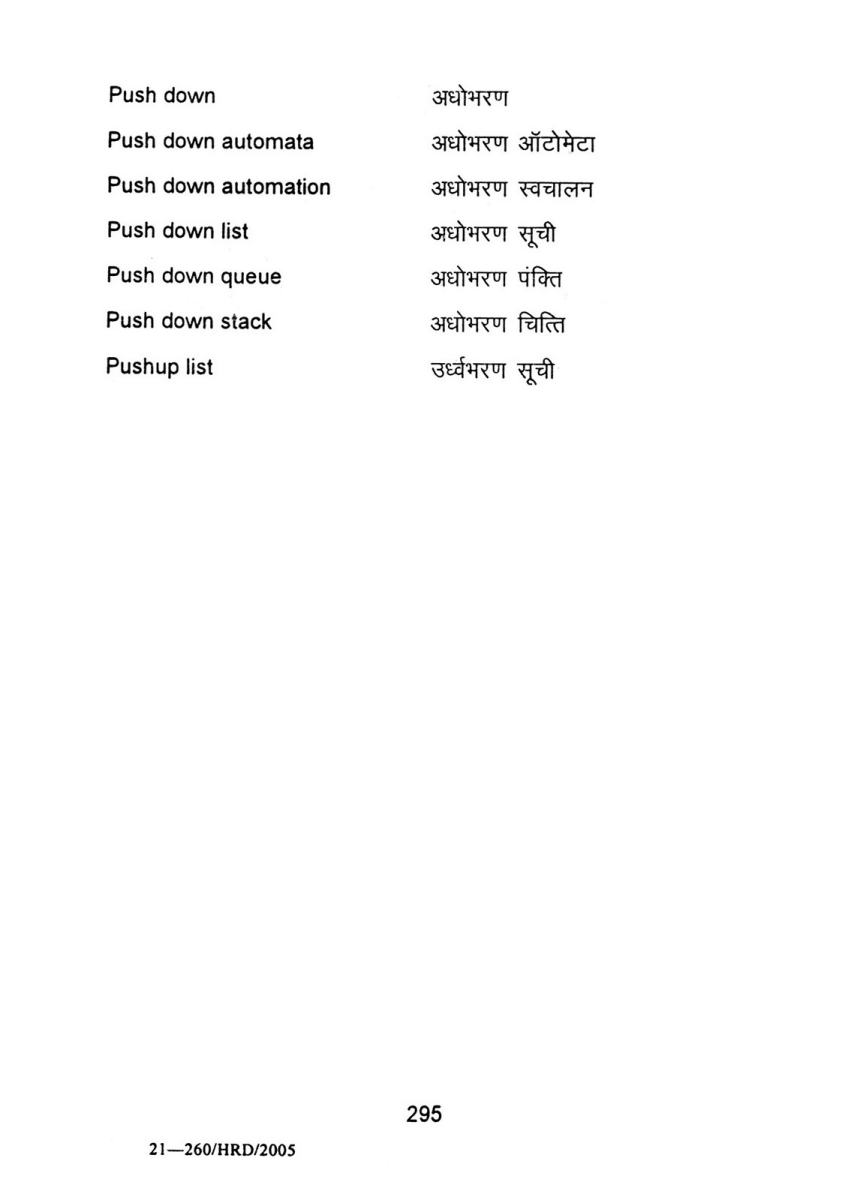 Push down अधोभरण
Push down automata अधोभरण ऑटोमेटा
Push down automation अधोभरण स्वचालन
Push down list अधोभरण सूची
Push down queue अधोभरण पंक्ति
Push down stack अधोभरण चित्ति
Pushup list उर्ध्वभरण सूची
295
21—260/HRD/2005